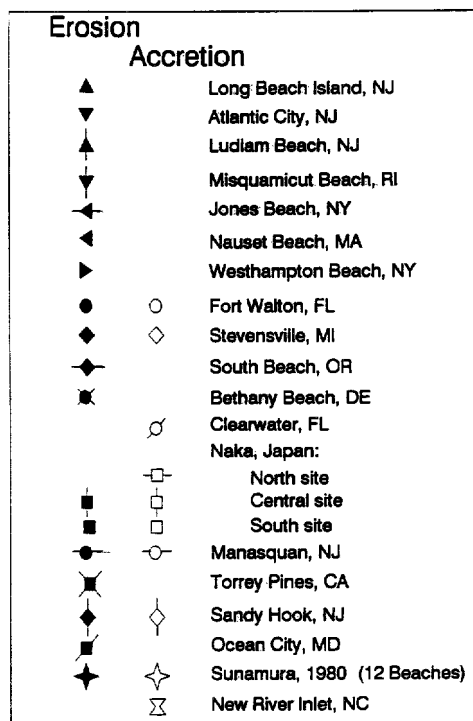 Erosion
Accretion
Long Beach Island, NJ
Atlantic City, NJ
Ludlam Beach, NJ
Misquamicut Beach, RI
Jones Beach, NY
Nauset Beach, MA
Westhampton Beach, NY
Fort Walton, FL
Stevensville, MI
South Beach, OR
Bethany Beach, DE
Clearwater, FL
Naka, Japan:
North site
Central site
South site
Manasquan, NJ
Torrey Pines, CA
Sandy Hook, NJ
Ocean City, MD
Sunamura, 1980 (12 Beaches)
New River Inlet, NC